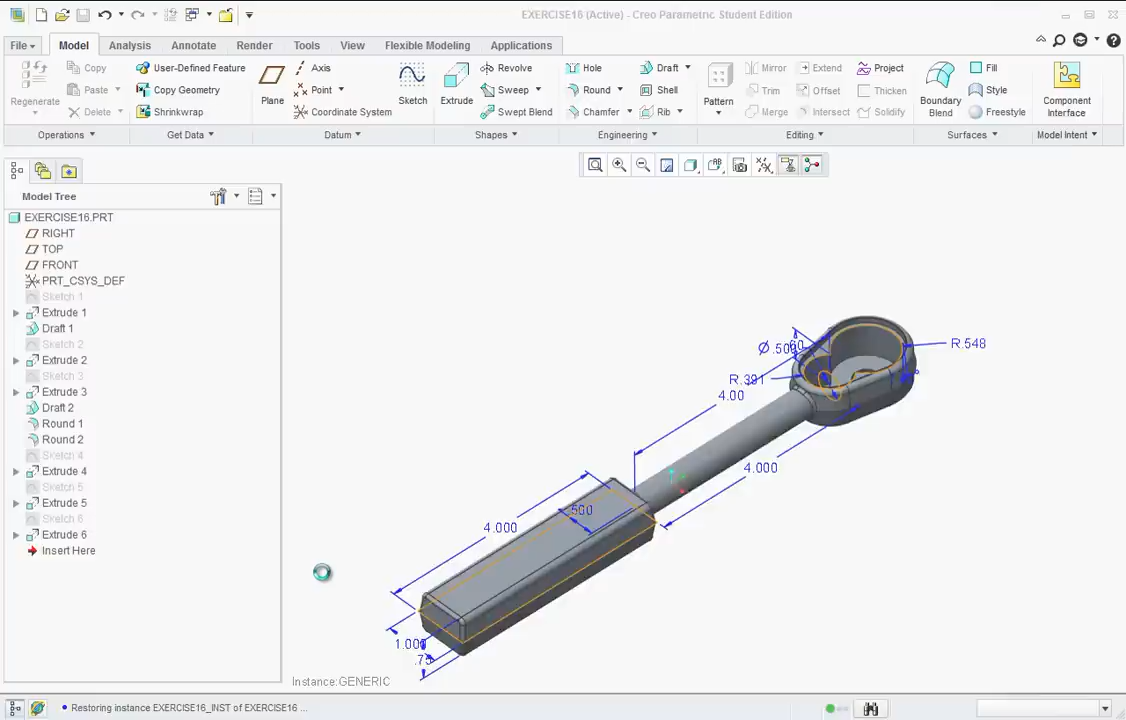 EXERCISE16 (Active) - Creo Parametric Student Edition
File Model Analysis Annotate Render Tools View Flexible Modeling Applications
Copy User-Defined Feature Axis Revolve Hole Draft Mirror Extend Project Fill
Regenerate Paste Copy Geometry Plane Point Sketch Extrude Sweep Round Shell Pattern Trim Offset Thicken Boundary Blend Style Component Interface
Delete Shrinkwrap Coordinate System Swept Blend Chamfer Rib Merge Intersect Solidify Freestyle
Operations Get Data Datum Shapes Engineering Editing Surfaces Model Intent
Model Tree
EXERCISE16.PRT
RIGHT
TOP
FRONT
PRT_CSYS_DEF
Sketch 1
Extrude 1
Draft 1
Sketch 2
Extrude 2
Sketch 3
Extrude 3
Draft 2
Round 1
Round 2
Sketch 4
Extrude 4
Sketch 5
Extrude 5
Sketch 6
Extrude 6
Insert Here
R.548
R.391
4.00
4.000
4.000
.500
1.000
.75
Instance:GENERIC
Restoring instance EXERCISE16_INST of EXERCISE16 ...